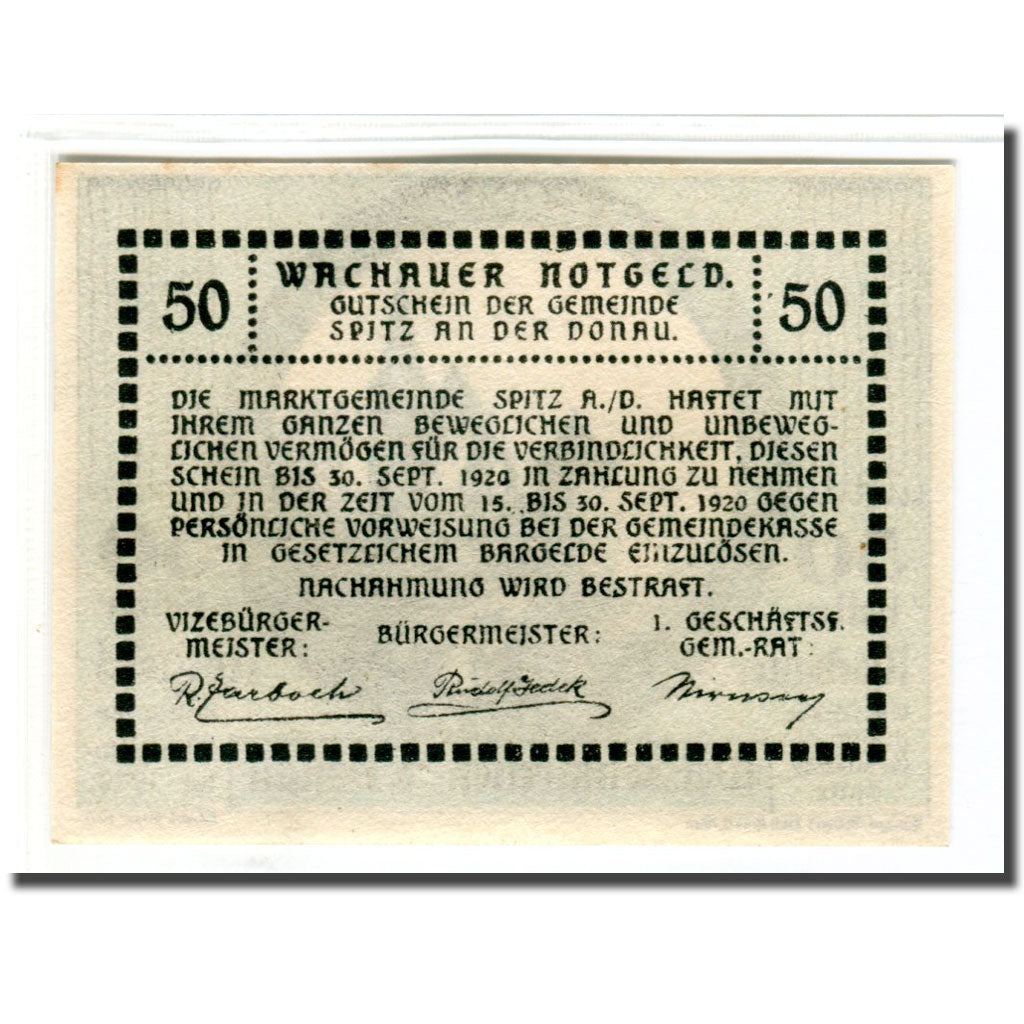 50 WACHAUER NOTGELD. 50
GUTSCHEIN DER GEMEINDE
SPITZ AN DER DONAU.
DIE MARKTGEMEINDE SPITZ A./D. HAFTET MIT
IHREM GANZEN BEWEGLICHEN UND UNBEWEG-
LICHEN VERMÖGEN FÜR DIE VERBINDLICHKEIT, DIESEN
SCHEIN BIS 30. SEPT. 1920 IN ZAHLUNG ZU NEHMEN
UND IN DER ZEIT VOM 15. BIS 30. SEPT. 1920 GEGEN
PERSÖNLICHE VORWEISUNG BEI DER GEMEINDEKASSE
IN GESETZLICHEM BARGELDE EINZULÖSEN.
NACHAHMUNG WIRD BESTRAFT.
VIZEBÜRGER-
MEISTER:
BÜRGERMEISTER:
1. GESCHÄFTSF.
GEM.-RAT:
R.
Rudolf Jedek